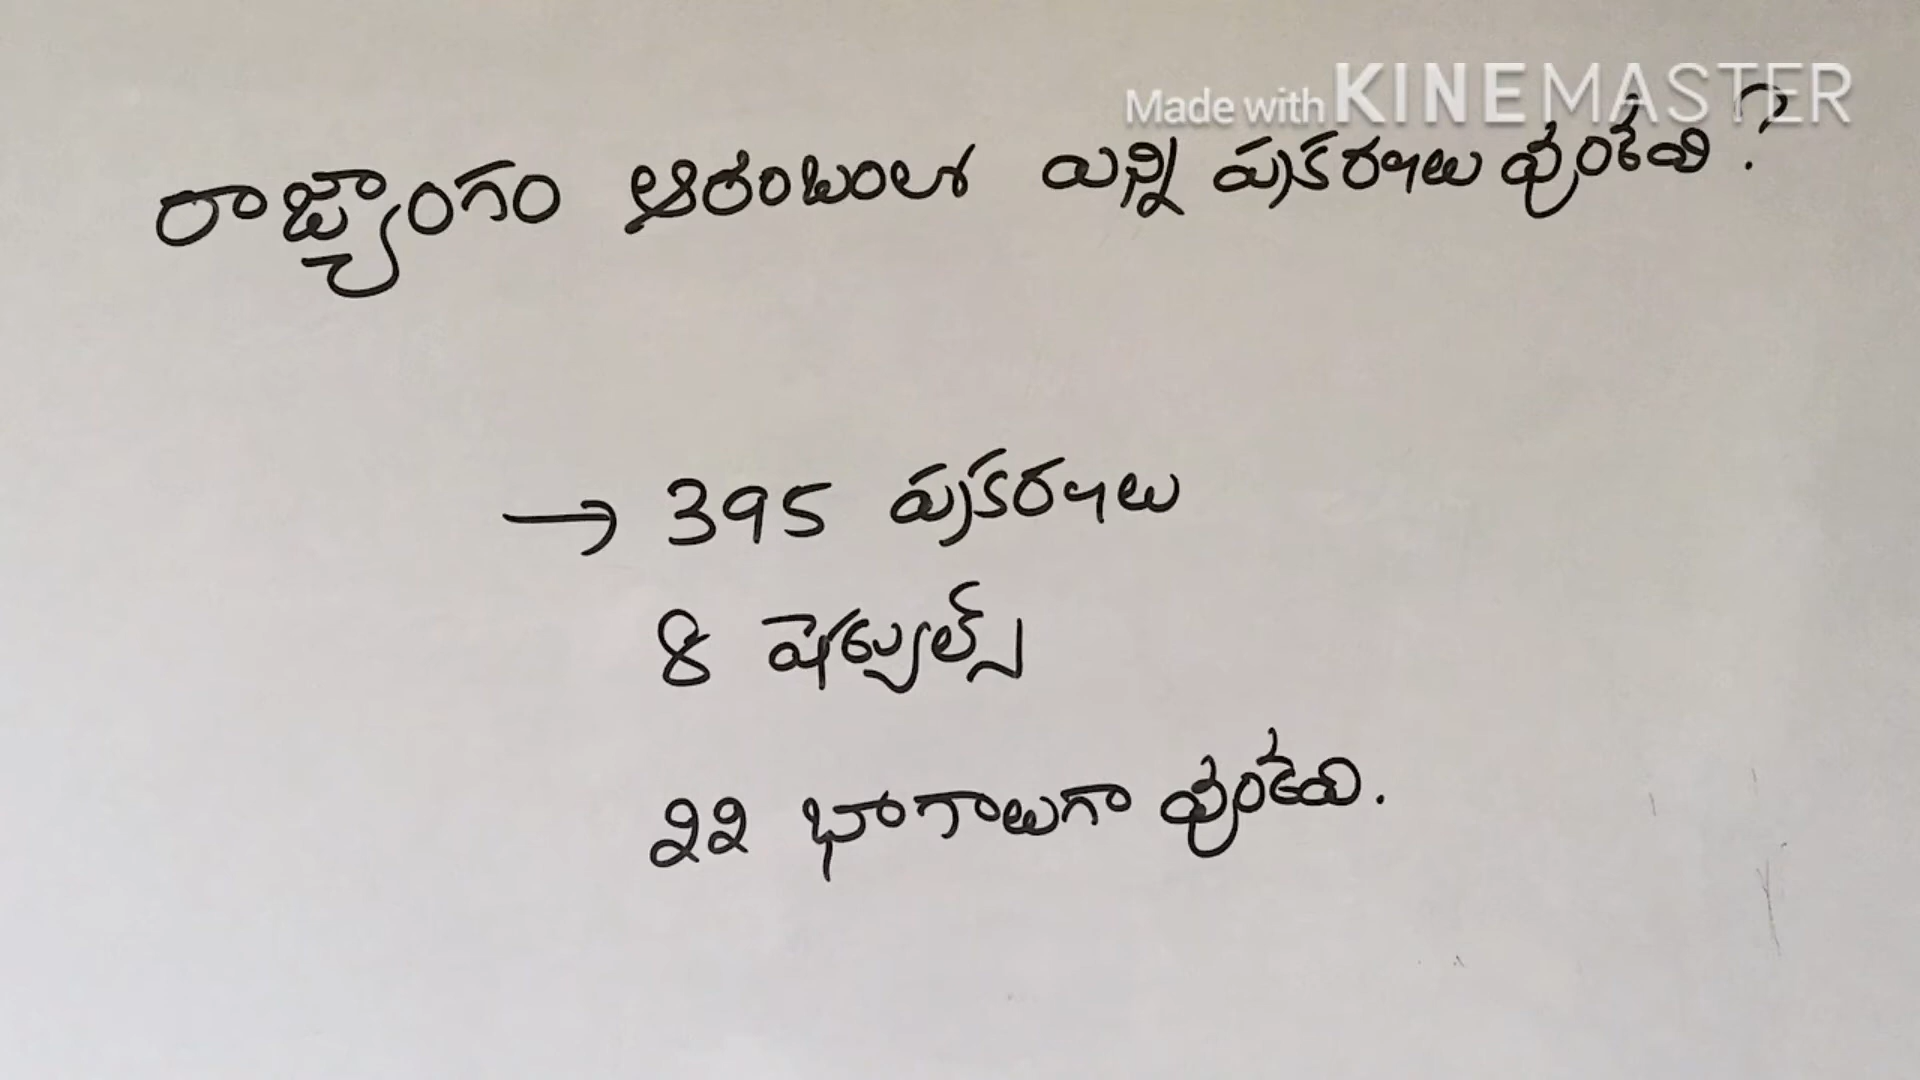 Made with KINEMASTER
రాజ్యాంగం ఆరంబంలో యిన్ని ప్రకరణలు వుండేవి?
→ 395 ప్రకరణలు
8 షెడ్యుల్స్
22 భాగాలుగా వుండేవి.